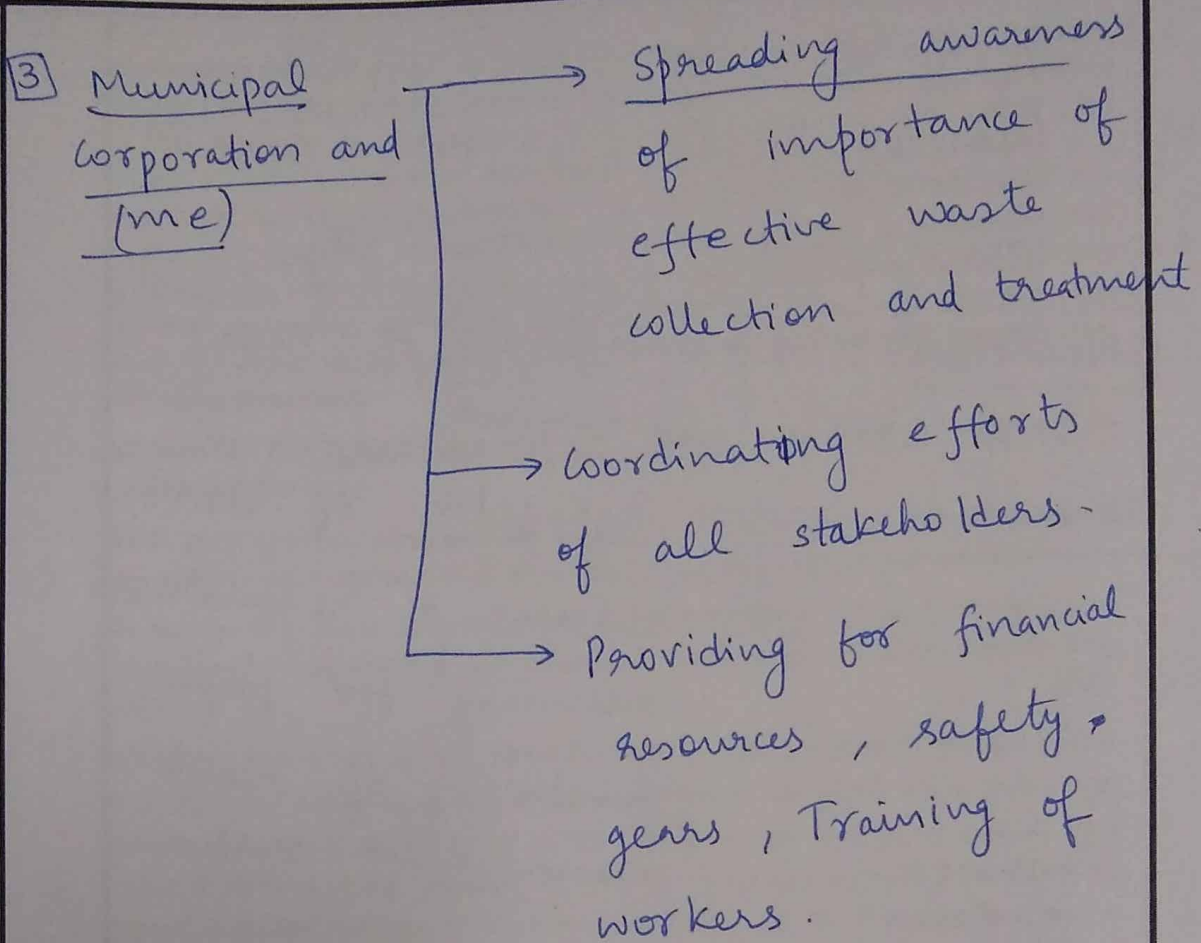 3 Municipal
Corporation and
(me)
→ Spreading awareness
of importance of
effective waste
collection and treatment
→ Coordinating efforts
of all stakeholders.
→ Providing for financial
resources, safety,
gears, Training of
workers.